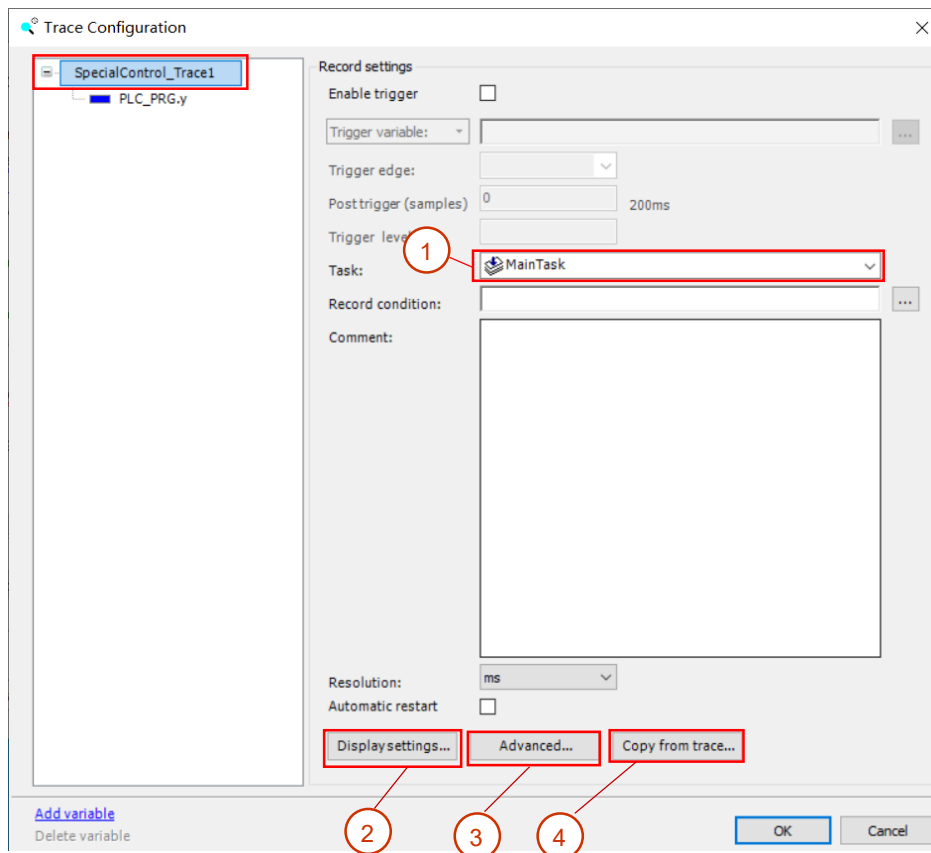 Trace Configuration
SpecialControl_Trace1
PLC_PRG.y
Record settings
Enable trigger
Trigger variable:
...
Trigger edge:
Post trigger (samples) 0 200ms
Trigger level
1
Task: MainTask
Record condition: ...
Comment:
Resolution: ms
Automatic restart
Display settings... Advanced... Copy from trace...
Add variable
Delete variable
2 3 4
OK Cancel